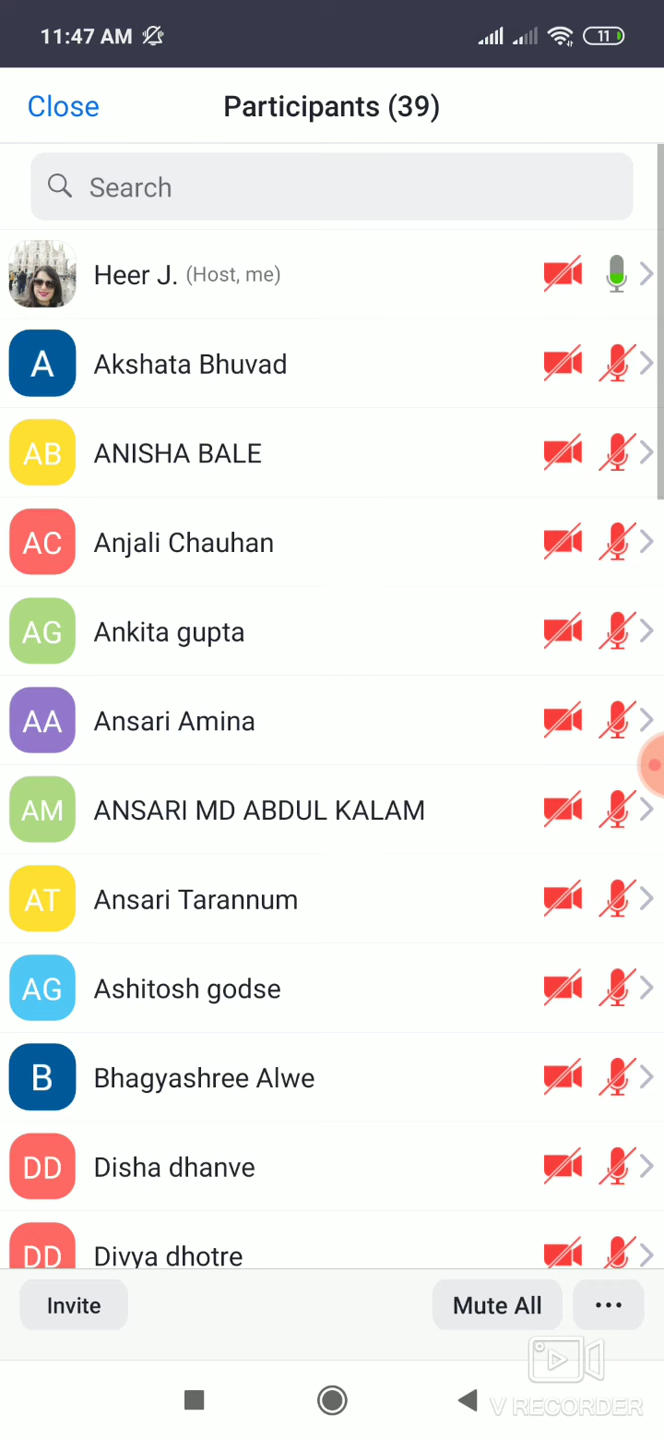 11:47 AM
11
Close
Participants (39)
Search
Heer J. (Host, me)
A
Akshata Bhuvad
AB
ANISHA BALE
AC
Anjali Chauhan
AG
Ankita gupta
AA
Ansari Amina
AM
ANSARI MD ABDUL KALAM
AT
Ansari Tarannum
AG
Ashitosh godse
B
Bhagyashree Alwe
DD
Disha dhanve
DD
Divya dhotre
Invite
Mute All
V RECORDER